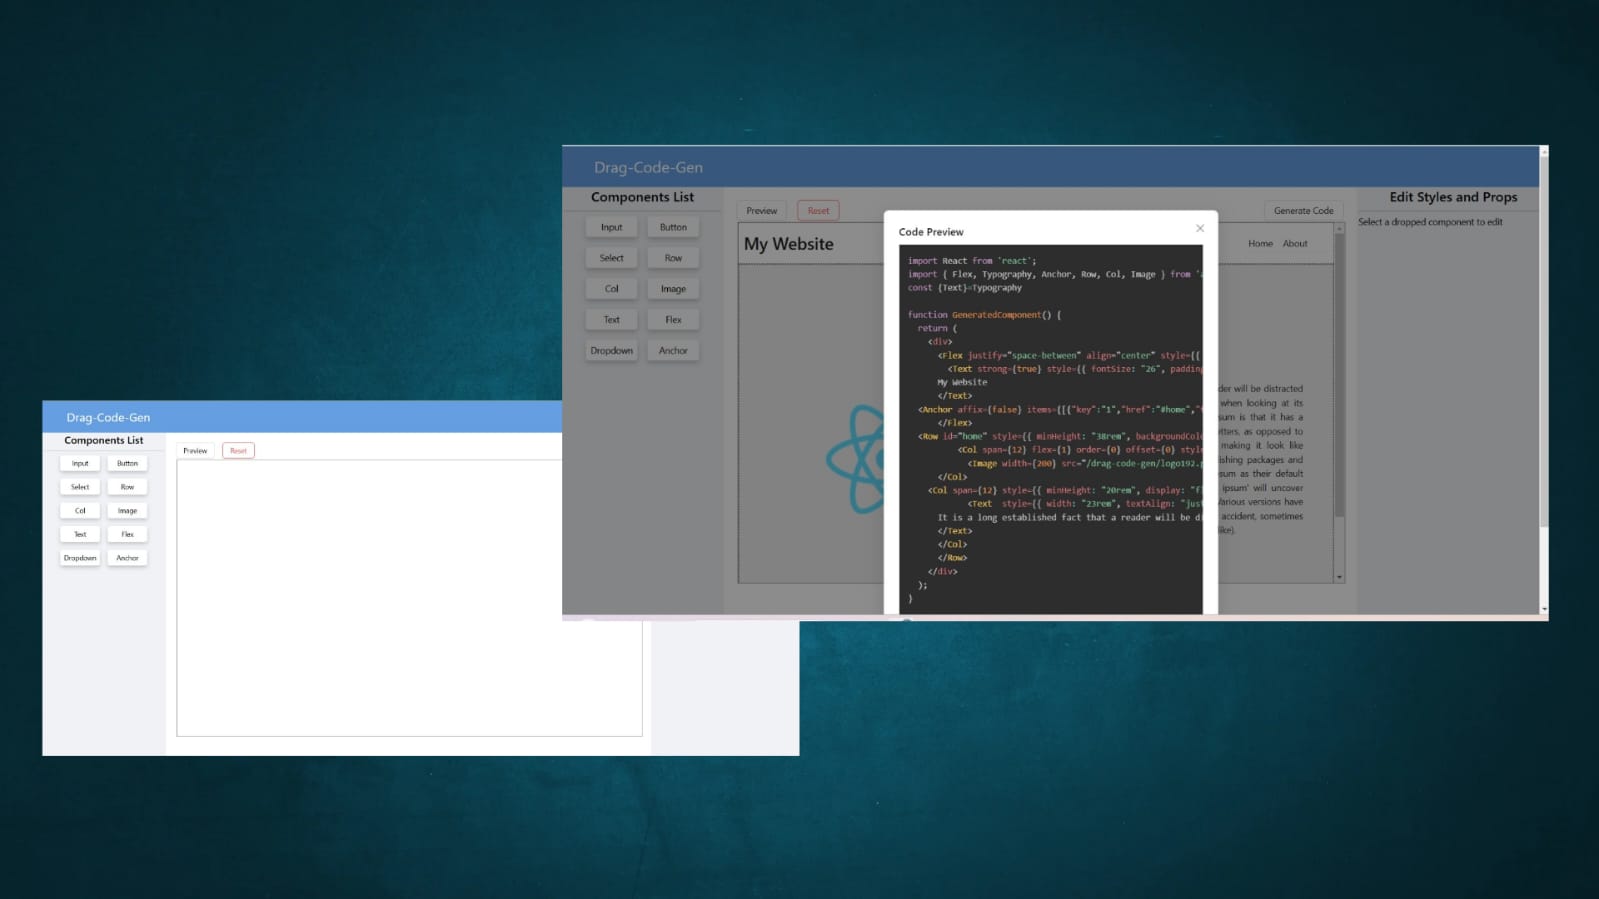 Drag-Code-Gen
Components List
Input Button
Select Row
Col Image
Text Flex
Dropdown Anchor
Preview Reset
Generate Code
My Website
Home About
Edit Styles and Props
Select a dropped component to edit
Code Preview
import React from 'react';
import { Flex, Typography, Anchor, Row, Col, Image } from '
const {Text}=Typography
function GeneratedComponent() {
return (
<div>
<Flex justify="space-between" align="center" style={{
<Text strong={true} style={{ fontSize: "26", padding
My Website
</Text>
<Anchor affix={false} items={[{"key":"1","href":"#home","
</Flex>
<Row id="home" style={{ minHeight: "38rem", backgroundColo
<Col span={12} flex={1} order={0} offset={0} styl
<Image width={200} src="/drag-code-gen/logo192.
</Col>
<Col span={12} style={{ minHeight: "20rem", display: "f
<Text style={{ width: "23rem", textAlign: "jus
It is a long established fact that a reader will be di
</Text>
</Col>
</Row>
</div>
);
}
der will be distracted
when looking at its
sum is that it has a
tters, as opposed to
making it look like
lishing packages and
sum as their default
ipsum' will uncover
Various versions have
accident, sometimes
like).
Drag-Code-Gen
Components List
Input Button
Select Row
Col Image
Text Flex
Dropdown Anchor
Preview Reset